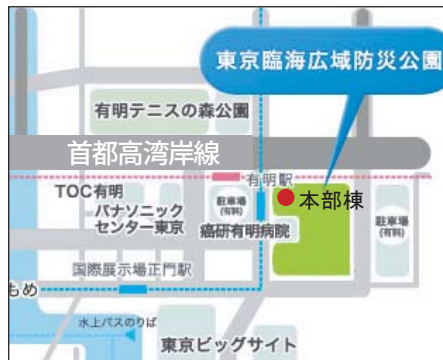 東京臨海広域防災公園
有明テニスの森公園
首都高湾岸線
有明駅
TOC有明
パナソニック
センター東京
駐車場
(有料)
癌研有明病院
本部棟
駐車場
(有料)
国際展示場正門駅
もめ
水上バスのりば
東京ビッグサイト